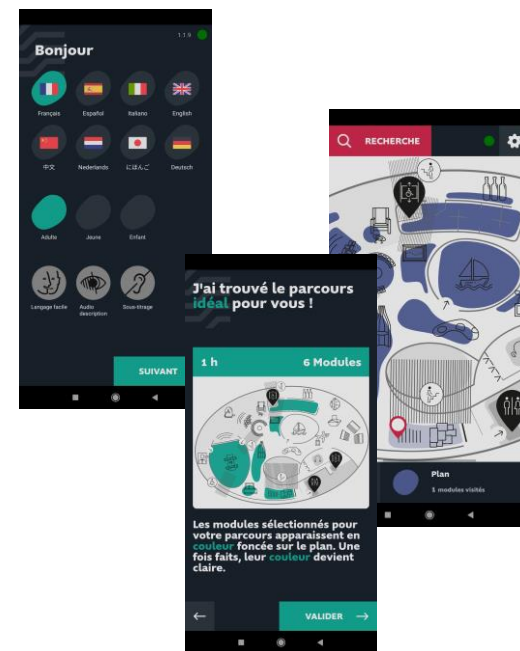 1.1.9
Bonjour
Français Español Italiano English
中文 Nederlands にほんご Deutsch
Adulte Jeune Enfant
Langage facile Audio description Sous-titrage
SUIVANT
RECHERCHE
J'ai trouvé le parcours
idéal pour vous !
1 h 6 Modules
Les modules sélectionnés pour
votre parcours apparaissent en
couleur foncée sur le plan. Une
fois faits, leur couleur devient
claire.
VALIDER
Plan
5 modules visités